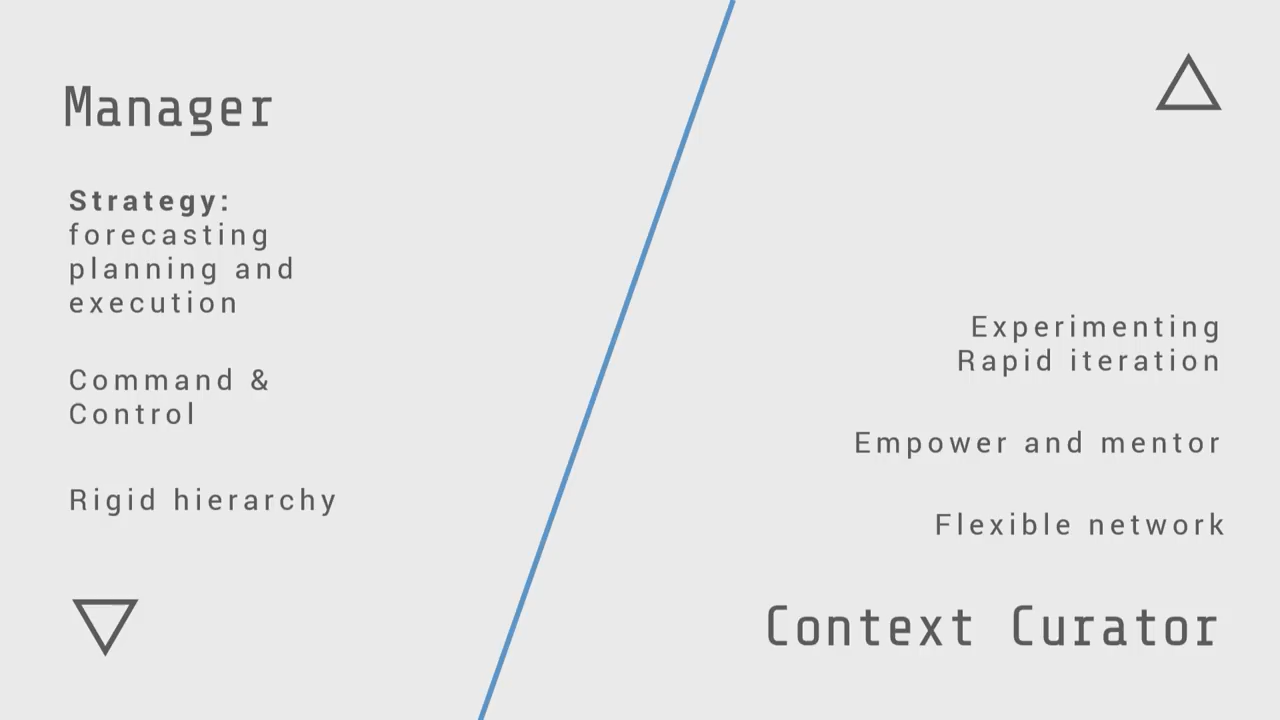 Manager
Strategy:
forecasting
planning and
execution
Command &
Control
Rigid hierarchy
Experimenting
Rapid iteration
Empower and mentor
Flexible network
Context Curator